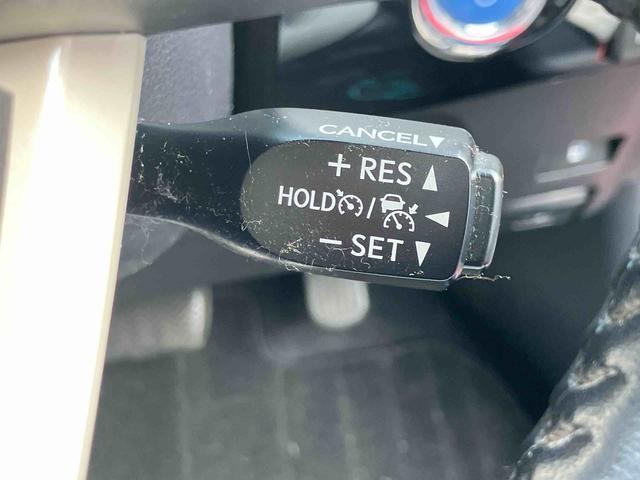 CANCEL
+ RES
HOLD /
− SET